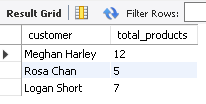 Result Grid Filter Rows:
customer total_products
Meghan Harley 12
Rosa Chan 5
Logan Short 7